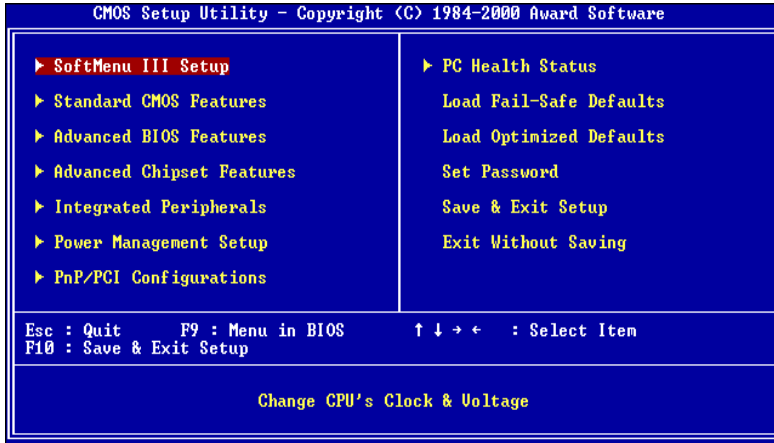 CMOS Setup Utility - Copyright (C) 1984-2000 Award Software
SoftMenu III Setup
Standard CMOS Features
Advanced BIOS Features
Advanced Chipset Features
Integrated Peripherals
Power Management Setup
PnP/PCI Configurations
PC Health Status
Load Fail-Safe Defaults
Load Optimized Defaults
Set Password
Save & Exit Setup
Exit Without Saving
Esc : Quit F9 : Menu in BIOS ↑ ↓ → ← : Select Item
F10 : Save & Exit Setup
Change CPU's Clock & Voltage